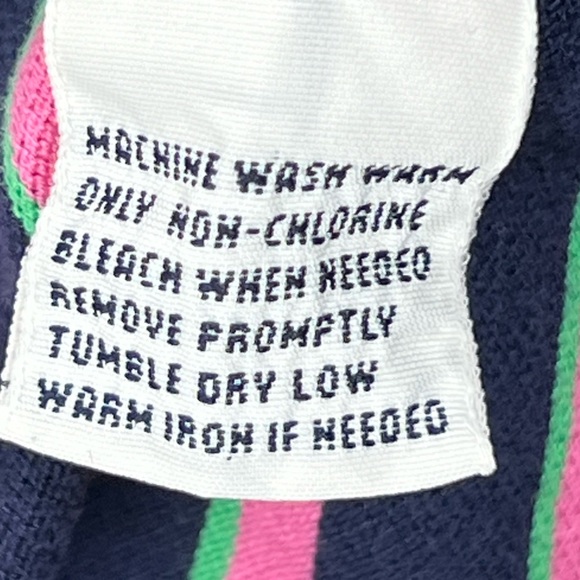 MACHINE WASH WARM
ONLY NON-CHLORINE
BLEACH WHEN NEEDED
REMOVE PROMPTLY
TUMBLE DRY LOW
WARM IRON IF NEEDED